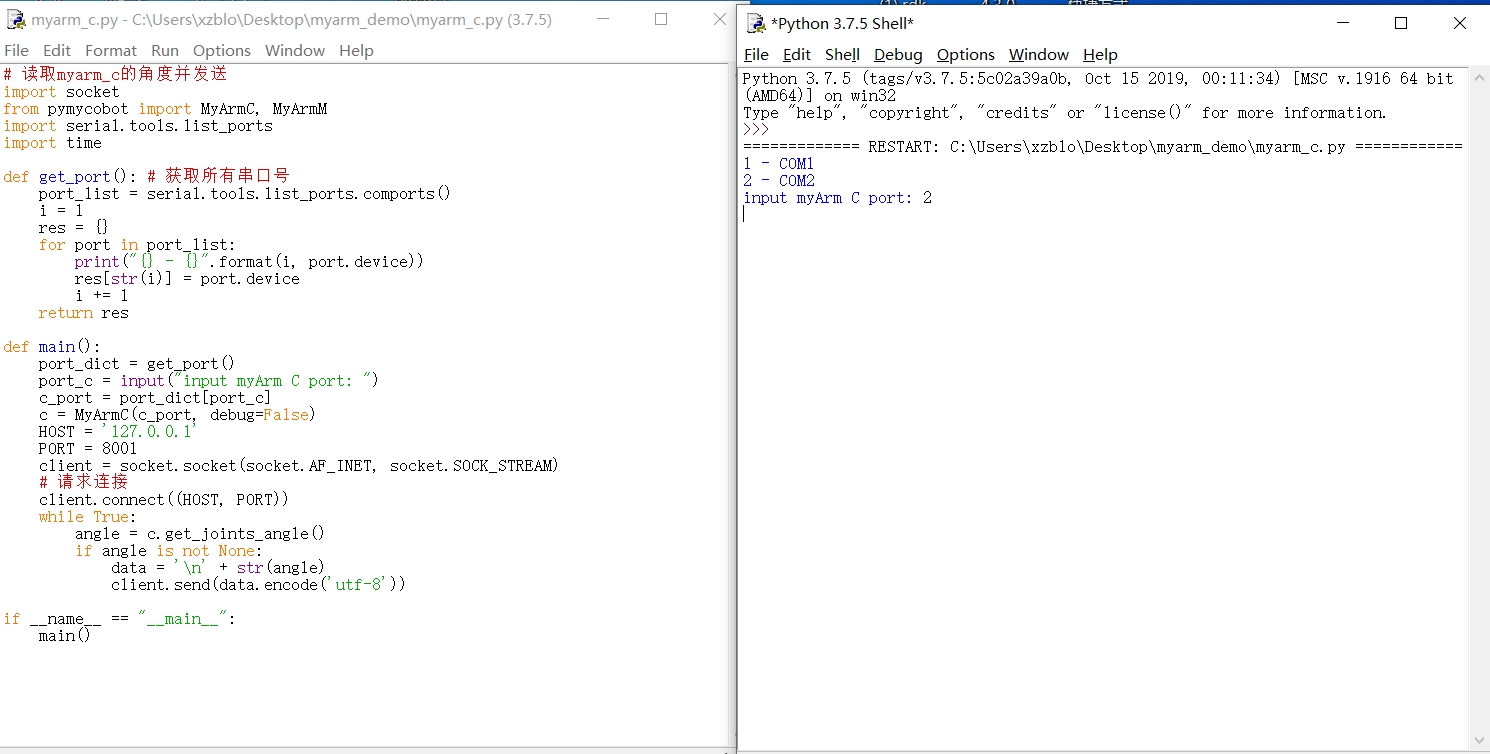 myarm_c.py - C:\Users\xzblo\Desktop\myarm_demo\myarm_c.py (3.7.5)
File Edit Format Run Options Window Help
# 读取myarm_c的角度并发送
import socket
from pymycobot import MyArmC, MyArmM
import serial.tools.list_ports
import time
def get_port(): # 获取所有串口号
    port_list = serial.tools.list_ports.comports()
    i = 1
    res = {}
    for port in port_list:
        print("{} - {}".format(i, port.device))
        res[str(i)] = port.device
        i += 1
    return res
def main():
    port_dict = get_port()
    port_c = input("input myArm C port: ")
    c_port = port_dict[port_c]
    c = MyArmC(c_port, debug=False)
    HOST = '127.0.0.1'
    PORT = 8001
    client = socket.socket(socket.AF_INET, socket.SOCK_STREAM)
    # 请求连接
    client.connect((HOST, PORT))
    while True:
        angle = c.get_joints_angle()
        if angle is not None:
            data = '\n' + str(angle)
            client.send(data.encode('utf-8'))
if __name__ == "__main__":
    main()
*Python 3.7.5 Shell*
File Edit Shell Debug Options Window Help
Python 3.7.5 (tags/v3.7.5:5c02a39a0b, Oct 15 2019, 00:11:34) [MSC v.1916 64 bit
(AMD64)] on win32
Type "help", "copyright", "credits" or "license()" for more information.
>>>
============= RESTART: C:\Users\xzblo\Desktop\myarm_demo\myarm_c.py ============
1 - COM1
2 - COM2
input myArm C port: 2